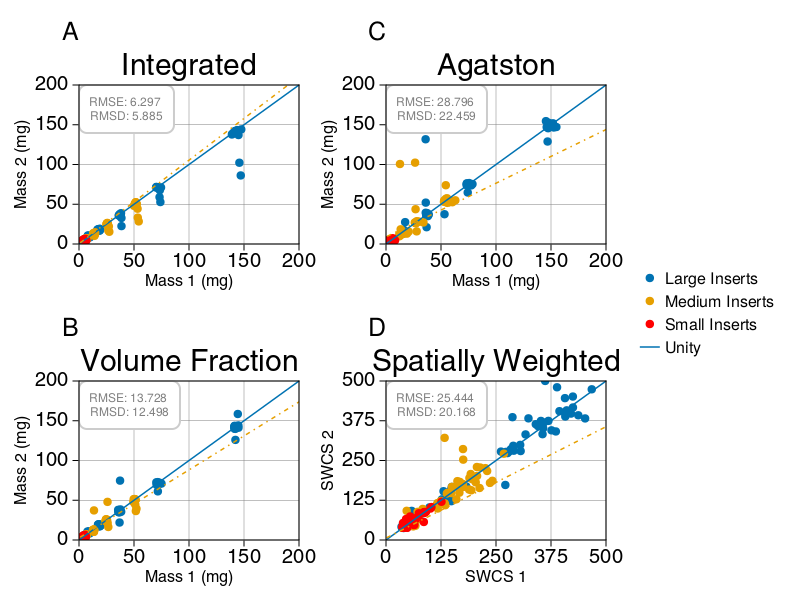 A
Integrated
200
150
100
50
0
Mass 2 (mg)
RMSE: 6.297
RMSD: 5.885
0 50 100 150 200
Mass 1 (mg)
C
Agatston
200
150
100
50
0
Mass 2 (mg)
RMSE: 28.796
RMSD: 22.459
0 50 100 150 200
Mass 1 (mg)
B
Volume Fraction
200
150
100
50
0
Mass 2 (mg)
RMSE: 13.728
RMSD: 12.498
0 50 100 150 200
Mass 1 (mg)
D
Spatially Weighted
500
375
250
125
0
SWCS 2
RMSE: 25.444
RMSD: 20.168
0 125 250 375 500
SWCS 1
Large Inserts
Medium Inserts
Small Inserts
Unity